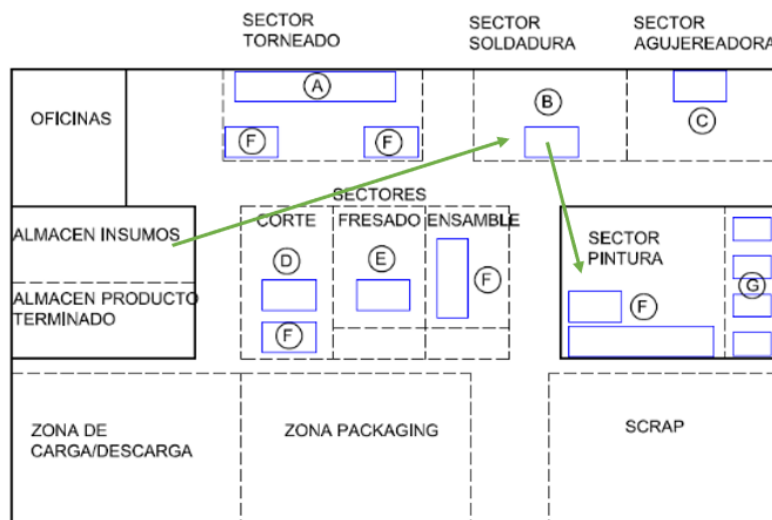 SECTOR
TORNEADO
SECTOR
SOLDADURA
SECTOR
AGUJEREADORA
OFICINAS
A
B
C
F
F
SECTORES
CORTE
FRESADO
ENSAMBLE
ALMACEN INSUMOS
SECTOR
PINTURA
D
E
F
G
ALMACEN PRODUCTO
TERMINADO
F
F
ZONA DE
CARGA/DESCARGA
ZONA PACKAGING
SCRAP